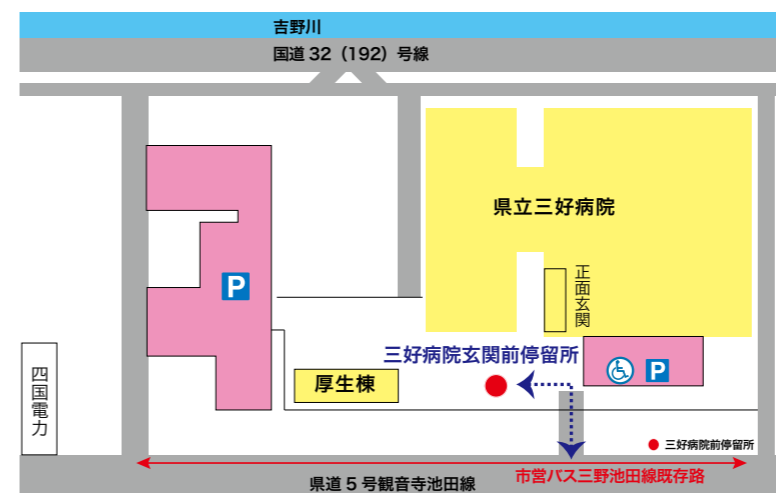 吉野川
国道32（192）号線
県立三好病院
P
正面玄関
三好病院玄関前停留所
P
厚生棟
四国電力
三好病院前停留所
市営バス三野池田線既存路
県道5号観音寺池田線